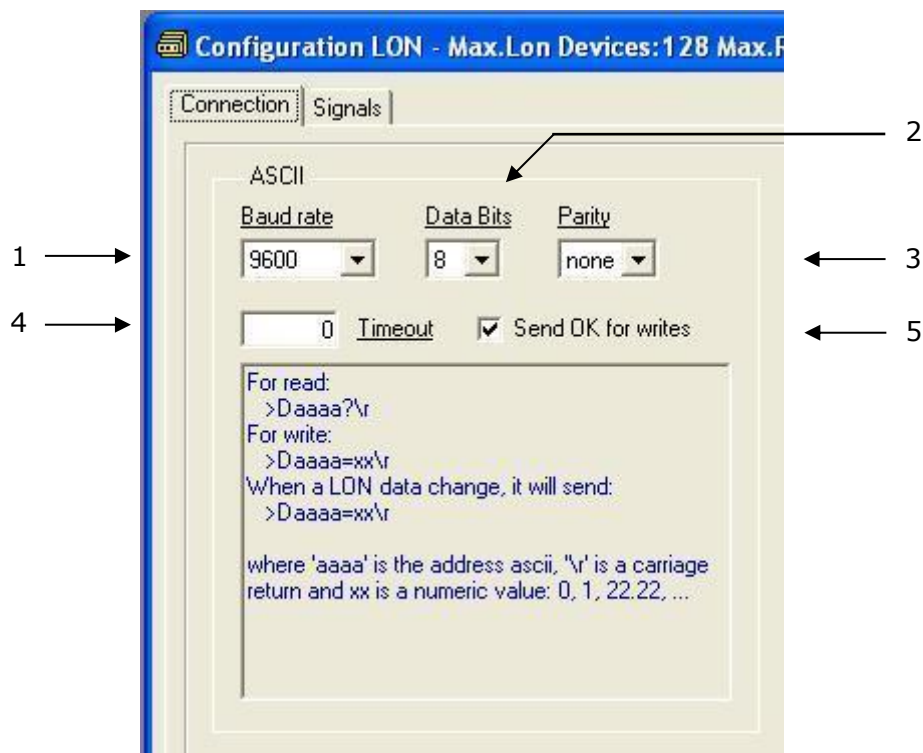 Configuration LON - Max.Lon Devices:128 Max.
Connection Signals
2
ASCII
Baud rate Data Bits Parity
1 9600 8 none 3
4 0 Timeout Send OK for writes 5
For read:
>Daaaa?\r
For write:
>Daaaa=xx\r
When a LON data change, it will send:
>Daaaa=xx\r
where 'aaaa' is the address ascii, '\r' is a carriage
return and xx is a numeric value: 0, 1, 22.22, ...